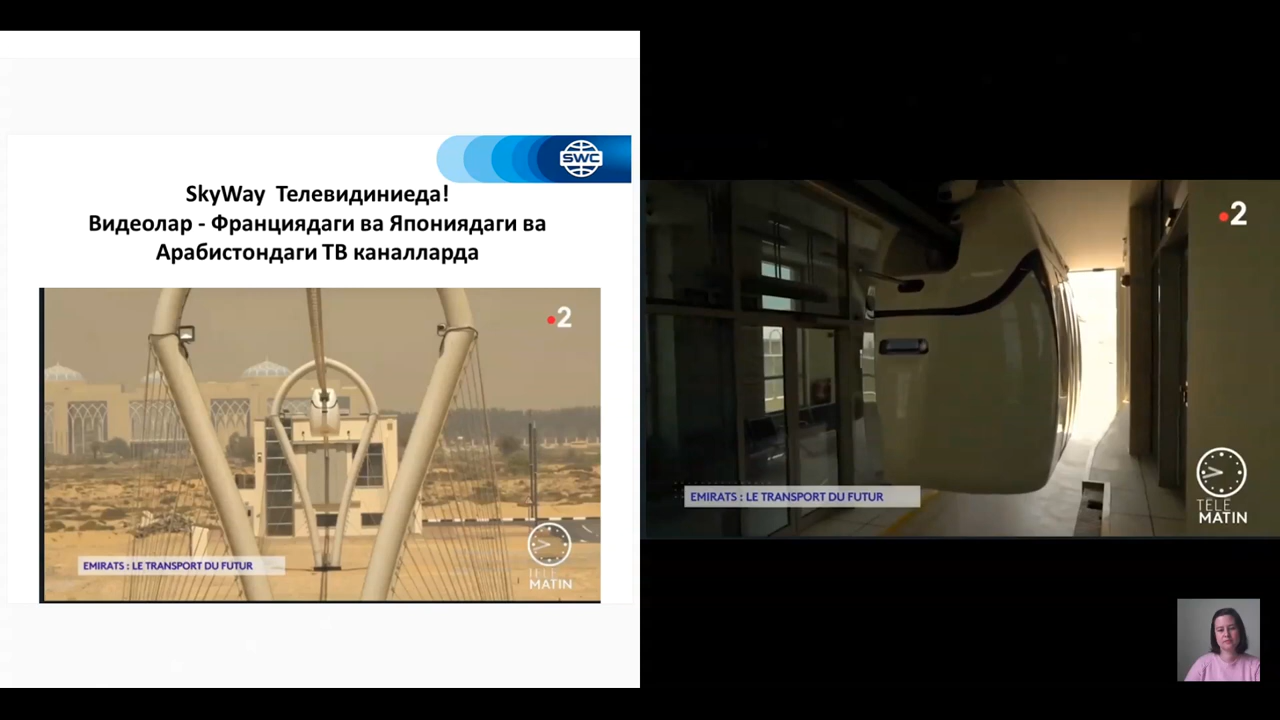 SWC
SkyWay Телевидиниеда!
Видеолар - Франциядаги ва Япониядаги ва
Арабистондаги ТВ каналларда
2
EMIRATS : LE TRANSPORT DU FUTUR
TELE
MATIN
2
EMIRATS : LE TRANSPORT DU FUTUR
TELE
MATIN